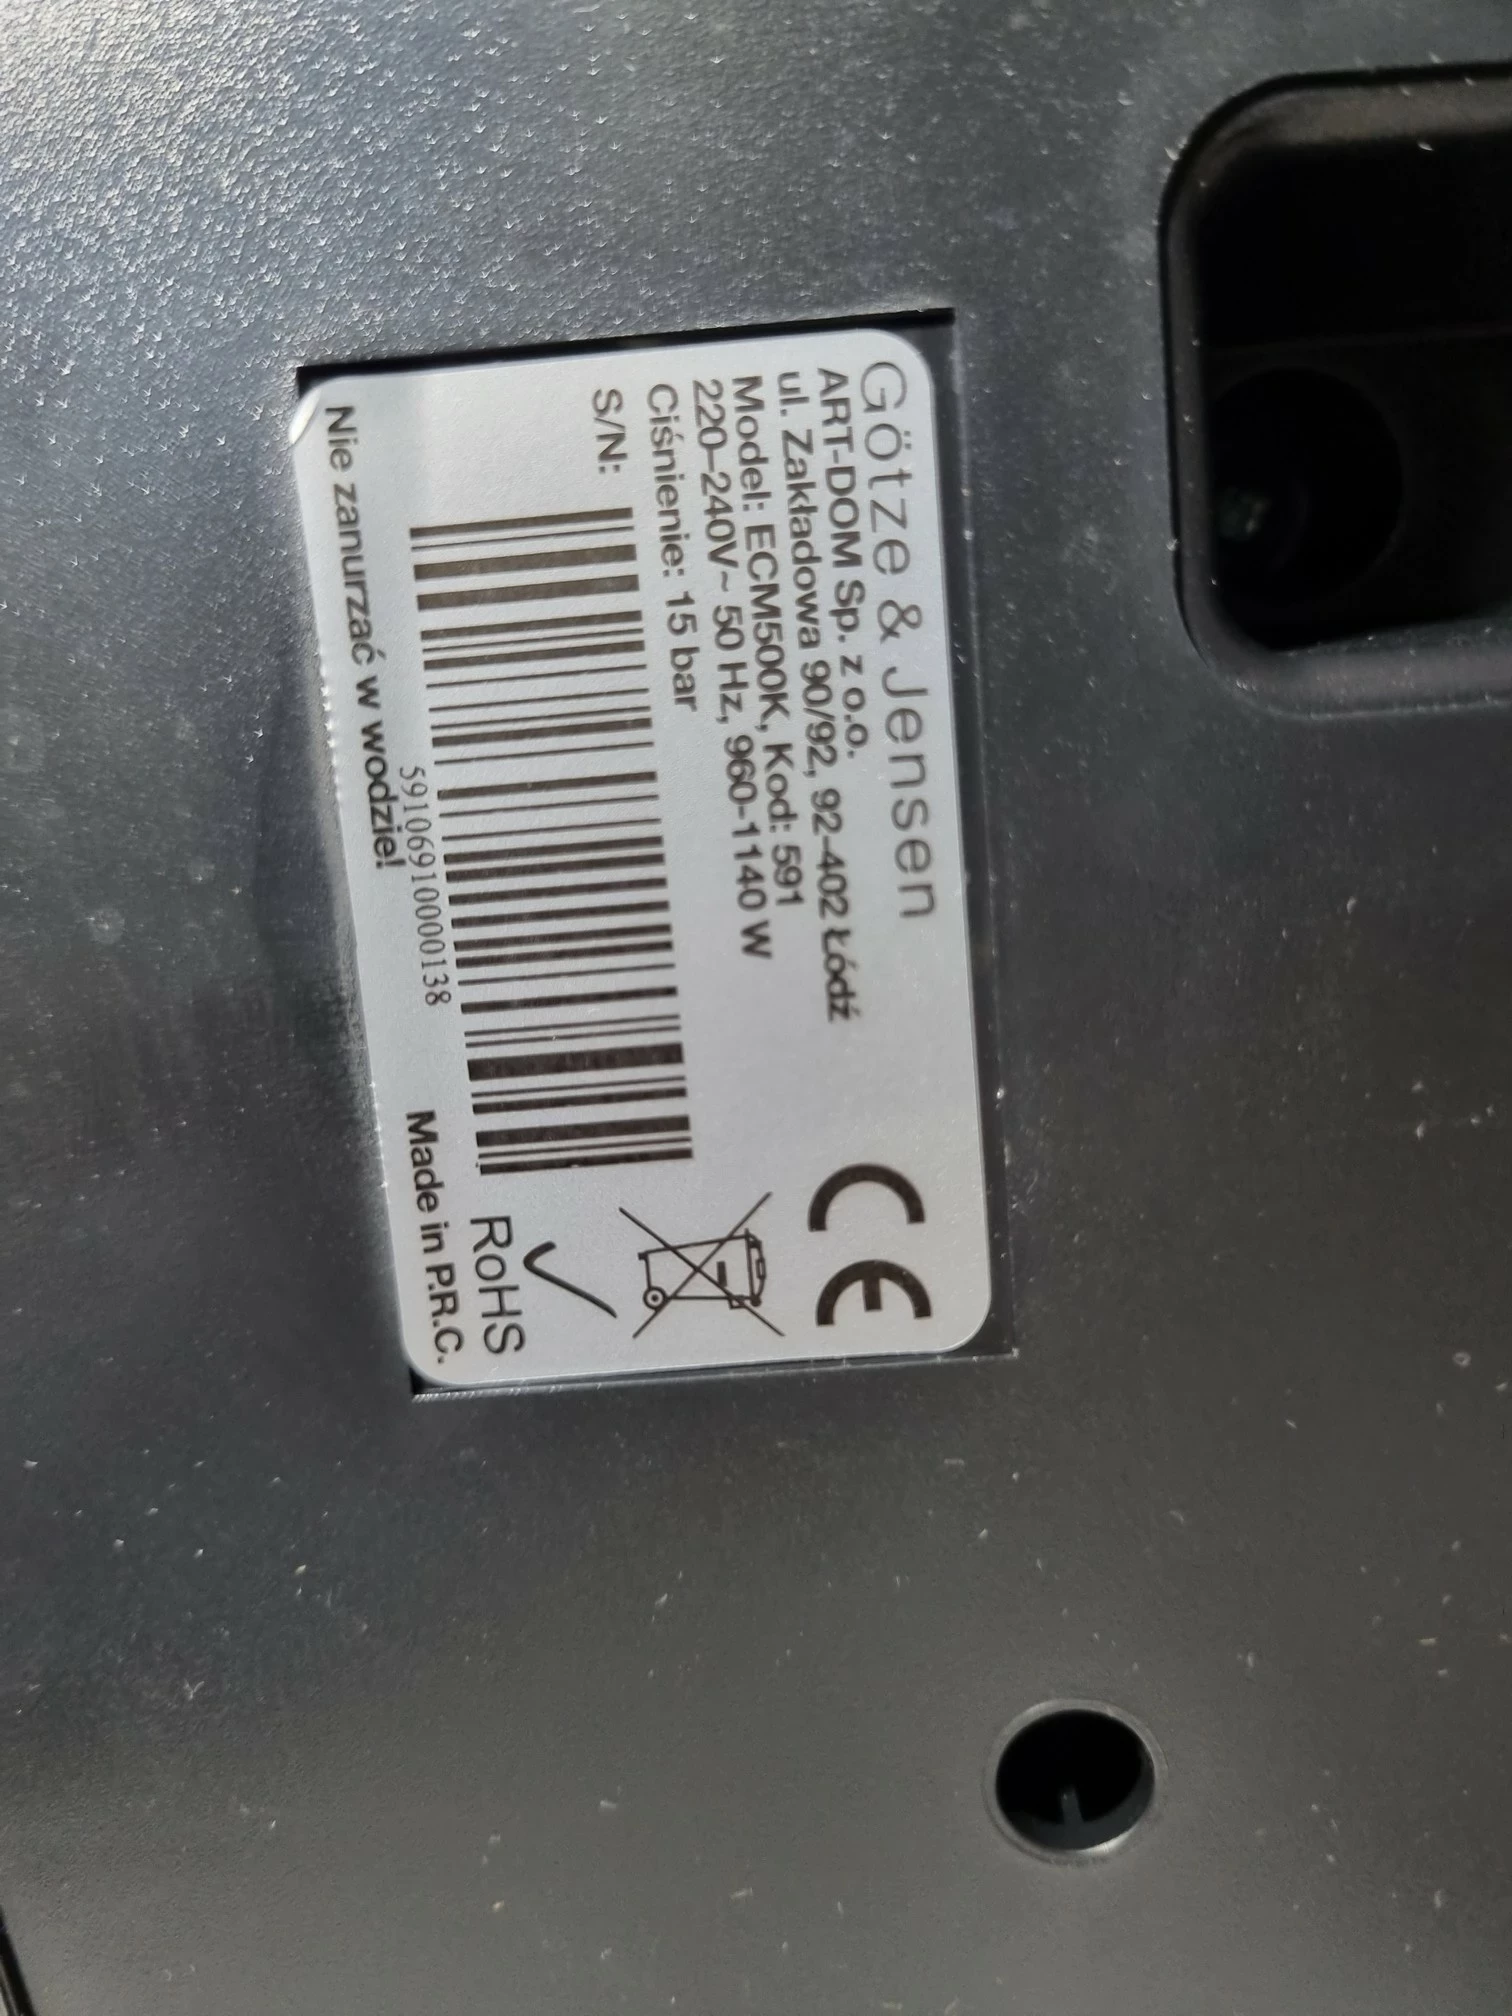 Götze & Jensen
ART-DOM Sp. z o.o.
ul. Zakładowa 90/92, 92-402 Łódź
Model: ECM500K, Kod: 591
220-240V~ 50 Hz, 960-1140 W
Ciśnienie: 15 bar
S/N:
59106910000138
Nie zanurzać w wodzie!
CE
RoHS
Made in P.R.C.